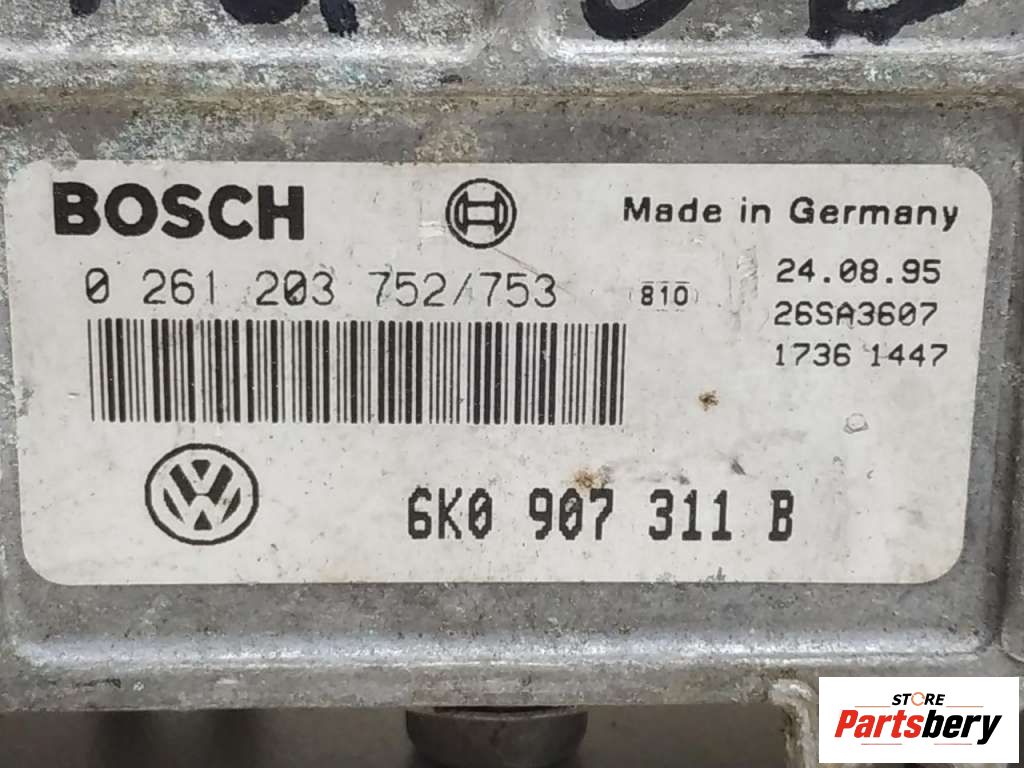 BOSCH
Made in Germany
0 261 203 752/753
810
24.08.95
26SA3607
1736 1447
6K0 907 311 B
STORE
Partsbery